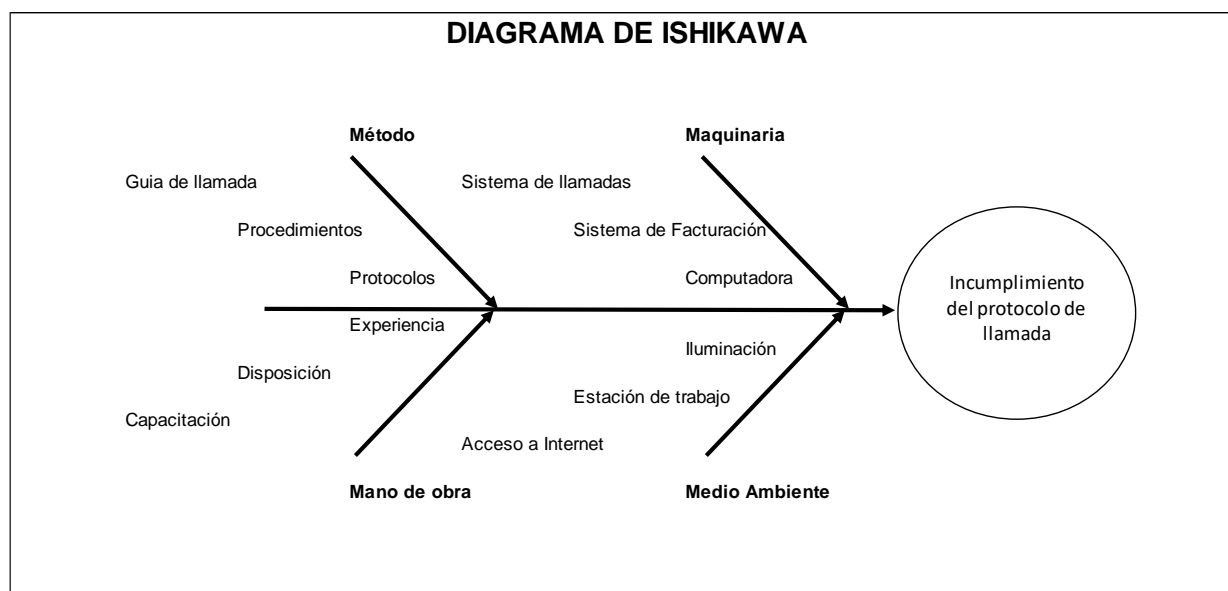 DIAGRAMA DE ISHIKAWA
Método
Maquinaria
Guia de llamada
Sistema de llamadas
Procedimientos
Sistema de Facturación
Protocolos
Computadora
Incumplimiento
del protocolo de
llamada
Experiencia
Iluminación
Disposición
Estación de trabajo
Capacitación
Acceso a Internet
Mano de obra
Medio Ambiente